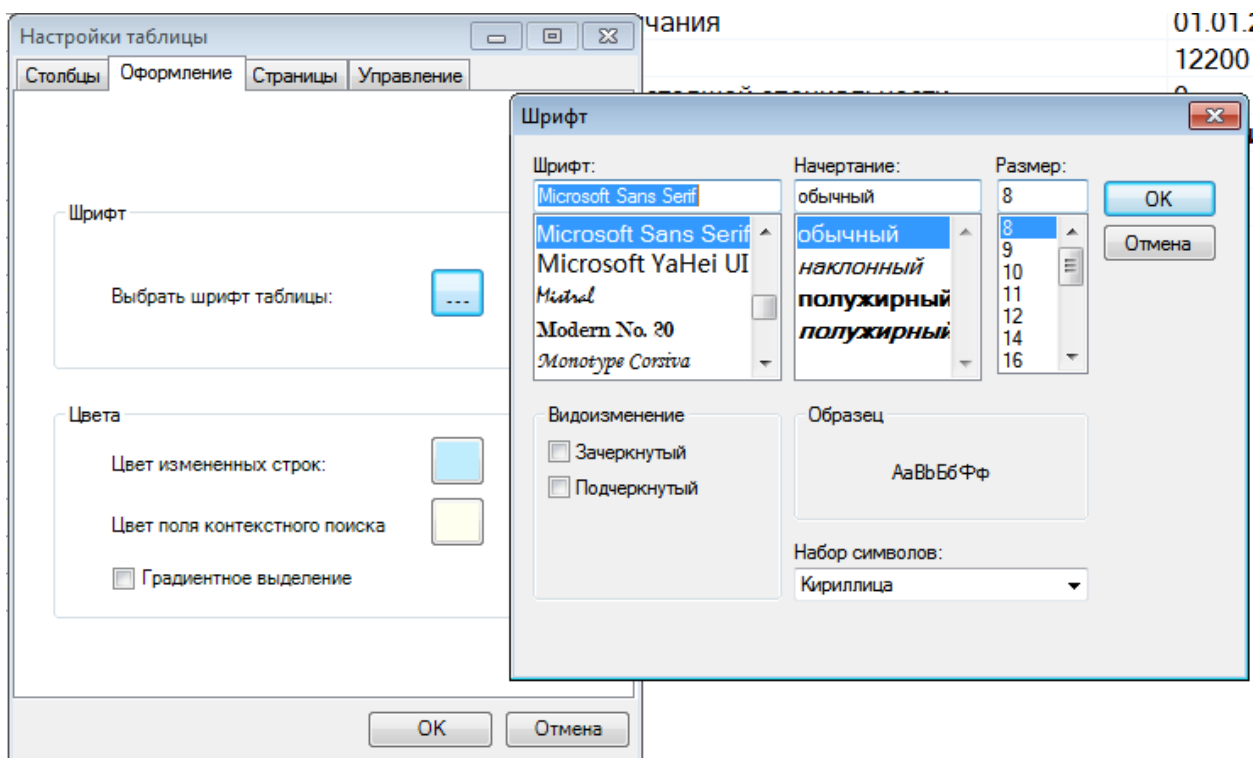 Настройки таблицы
Столбцы Оформление Страницы Управление
Шрифт
Выбрать шрифт таблицы:
...
Цвета
Цвет измененных строк:
Цвет поля контекстного поиска
Градиентное выделение
OK Отмена
чания 01.01.2
12200
Шрифт
Шрифт: Начертание: Размер:
Microsoft Sans Serif обычный 8
OK
Отмена
Microsoft Sans Serif
Microsoft YaHei UI
Mistral
Modern No. 20
Monotype Corsiva
обычный
наклонный
полужирный
полужирный
8
9
10
11
12
14
16
Видоизменение
Зачеркнутый
Подчеркнутый
Образец
АаВbБбФф
Набор символов:
Кириллица